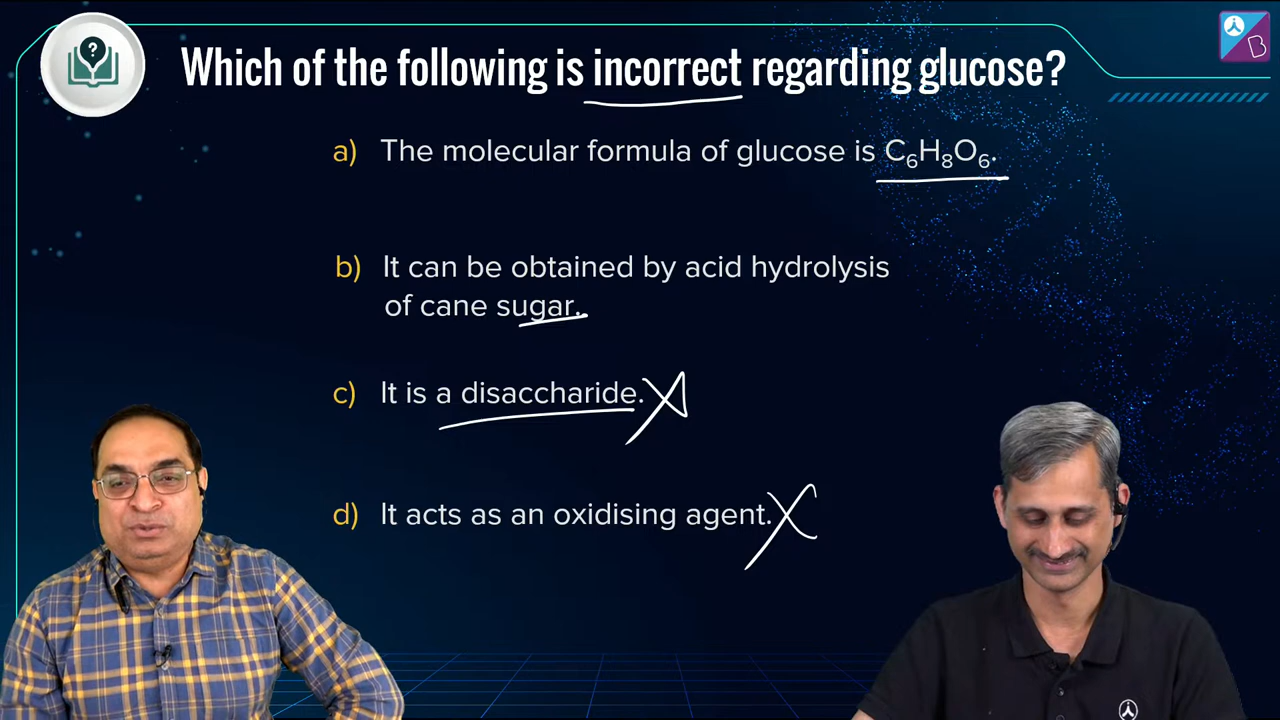 Which of the following is incorrect regarding glucose?
a) The molecular formula of glucose is C₆H₈O₆.
b) It can be obtained by acid hydrolysis
of cane sugar.
c) It is a disaccharide.
d) It acts as an oxidising agent.
?
B